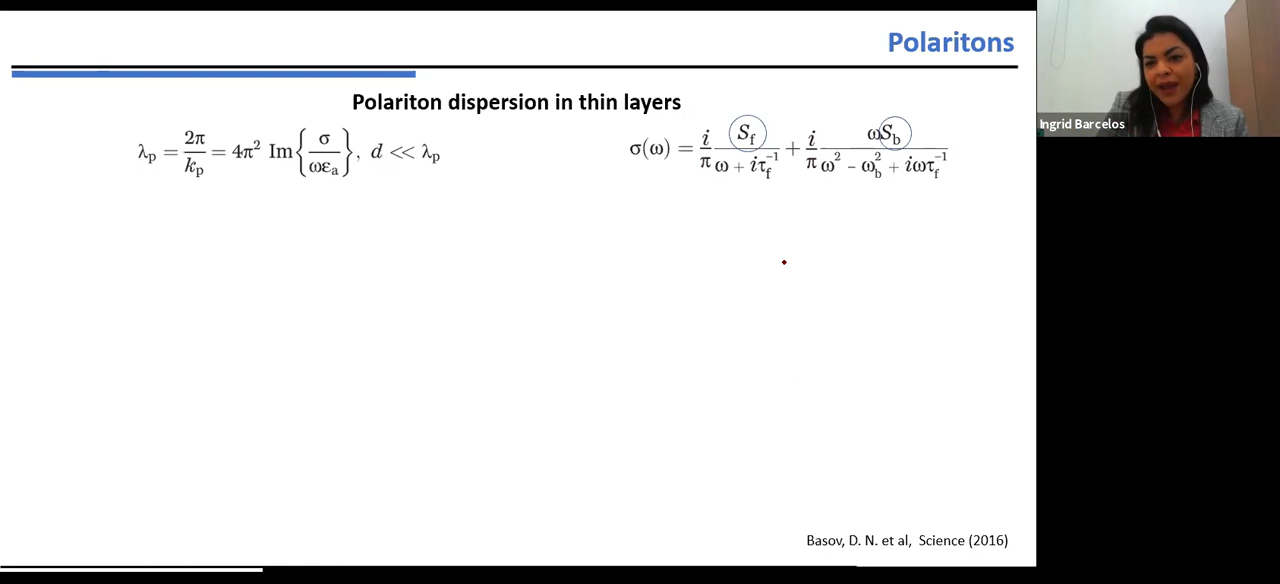 Polaritons
Polariton dispersion in thin layers
λp = 2π/kp = 4π² Im{σ/(ωεa)}, d << λp
σ(ω) = (i/π) Sf/(ω + iτf⁻¹) + (i/π) ωSb/(ω² - ωb² + iωτf⁻¹)
Ingrid Barcelos
Basov, D. N. et al, Science (2016)